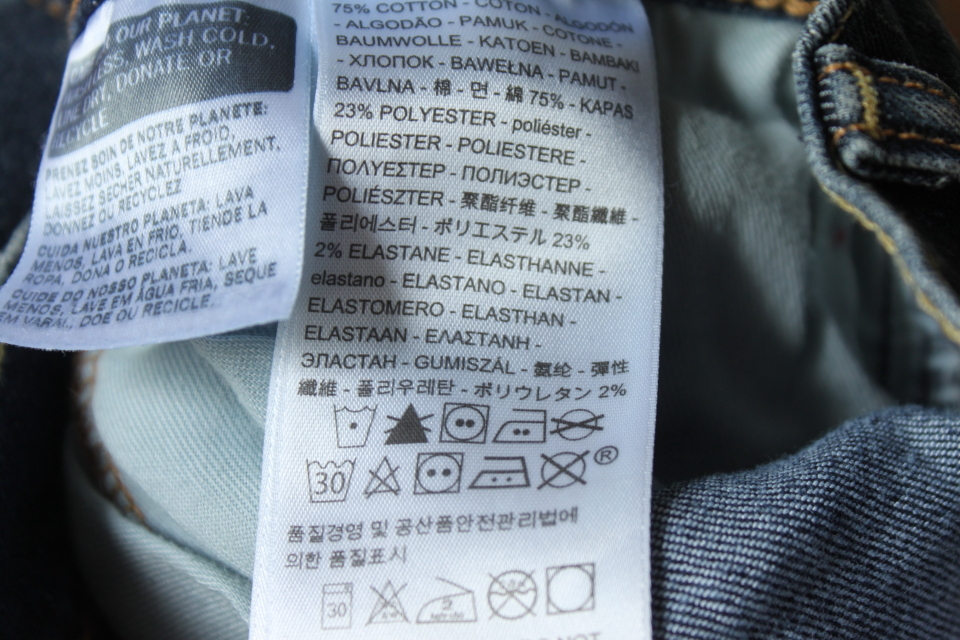 OUR PLANET:
WASH COLD,
DRY, DONATE OR
PRENEZ SOIN DE NOTRE PLANÈTE:
LAVEZ MOINS, LAVEZ A FROID,
LAISSEZ SÉCHER NATURELLEMENT,
DONNEZ OU RECYCLEZ
CUIDA NUESTRO PLANETA: LAVA
MENOS, LAVA EN FRÍO, TIENDE LA
ROPA, DONA O RECICLA.
CUIDE DO NOSSO PLANETA: LAVE
MENOS, LAVE EM ÁGUA FRIA, SEQUE
EM VARAL, DOE OU RECICLE.
75% COTTON - COTON - ALGODÓN
- ALGODÃO - PAMUK - COTONE -
BAUMWOLLE - KATOEN - BAMBAKI
- ХЛОПОК - BAWEŁNA - PAMUT -
BAVLNA - 棉 - 면 - 綿 75% - KAPAS
23% POLYESTER - poliéster -
POLIESTER - POLIESTERE -
ΠΟΛΥΕΣΤΕΡ - ПОЛИЭСТЕР -
POLIÉSZTER - 聚酯纤维 - 聚酯纖維 -
폴리에스터 - ポリエステル 23%
2% ELASTANE - ELASTHANNE -
elastano - ELASTANO - ELASTAN -
ELASTOMERO - ELASTHAN -
ELASTAAN - ΕΛΑΣΤΑΝΗ -
ЭЛАСТАН - GUMISZÁL - 氨纶 - 彈性
纖維 - 폴리우레탄 - ポリウレタン 2%
30 ®
품질경영 및 공산품안전관리법에
의한 품질표시
30 2